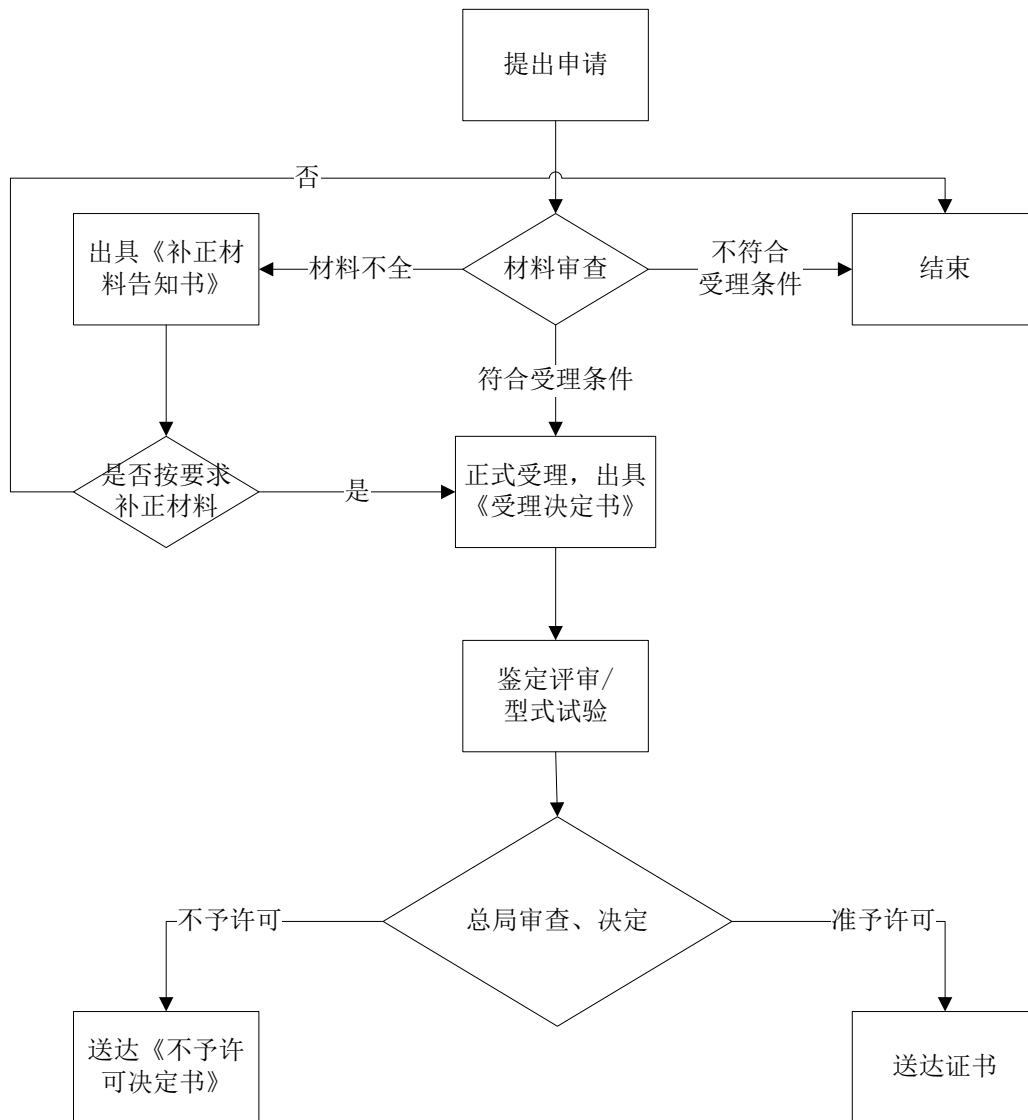 提出申请
否
出具《补正材
料告知书》
材料不全
材料审查
不符合
受理条件
结束
符合受理条件
是否按要求
补正材料
是
正式受理，出具
《受理决定书》
鉴定评审/
型式试验
不予许可
总局审查、决定
准予许可
送达《不予许
可决定书》
送达证书